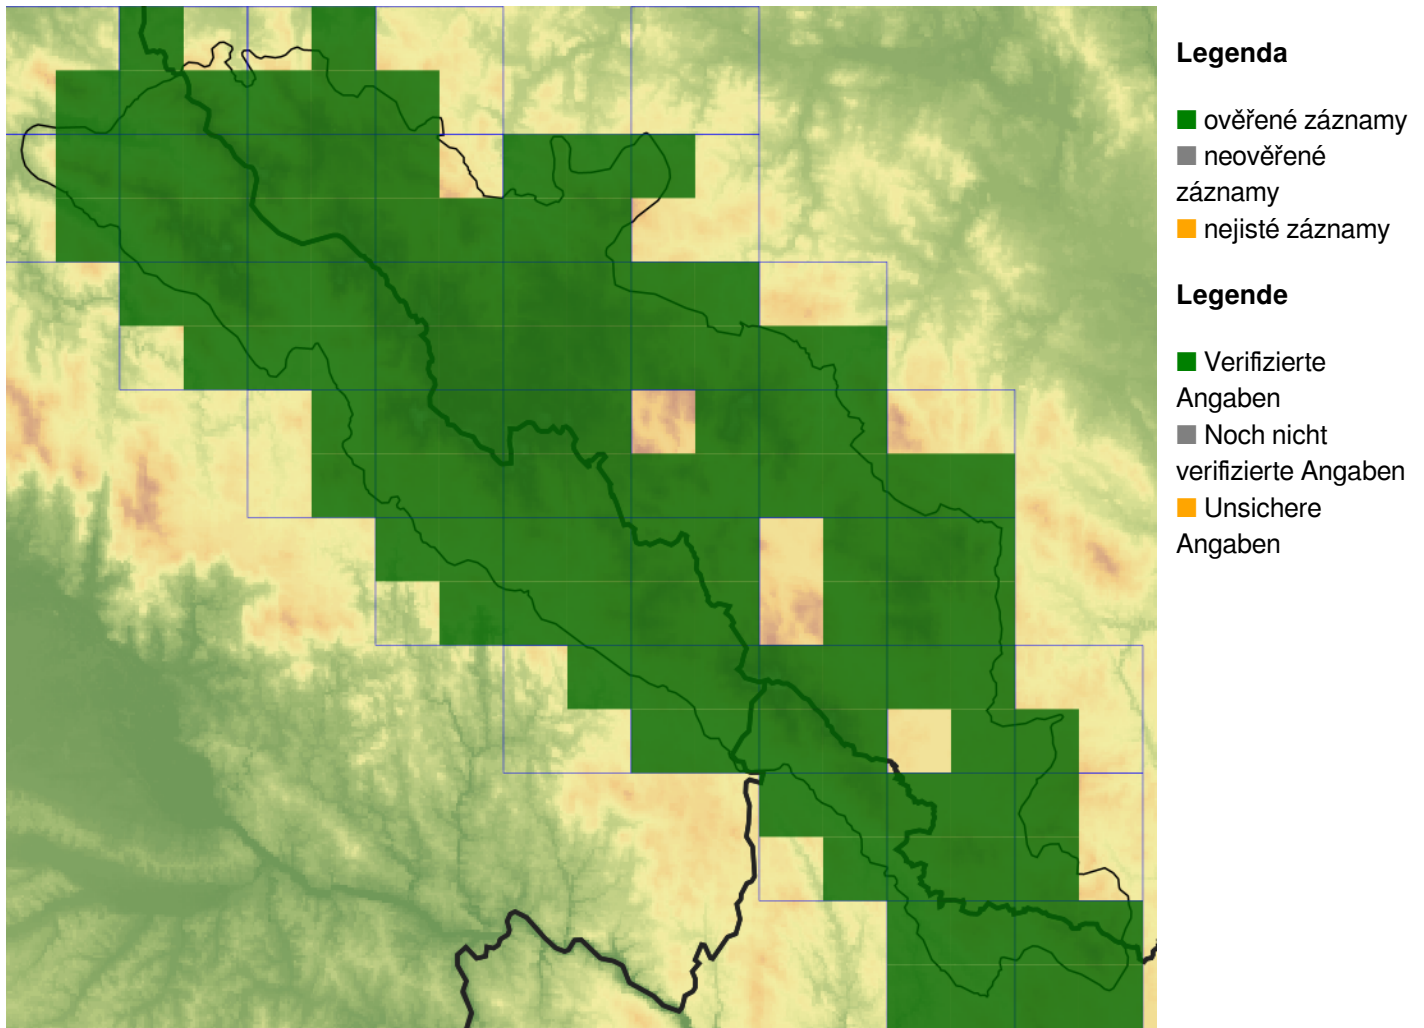 Legenda
ověřené záznamy
neověřené
záznamy
nejisté záznamy
Legende
Verifizierte
Angaben
Noch nicht
verifizierte Angaben
Unsichere
Angaben